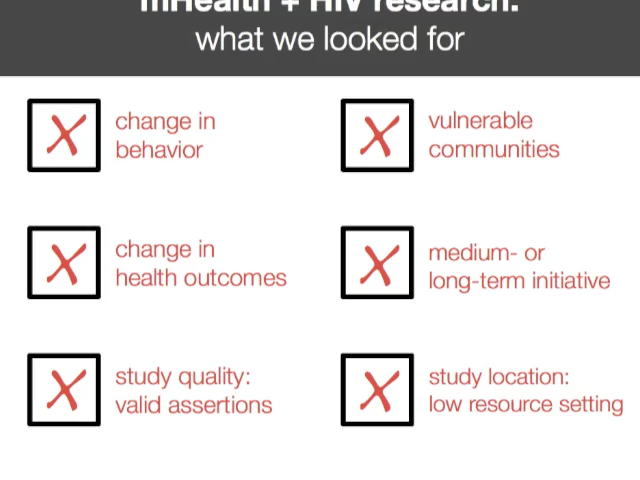 mHealth + HIV research:
what we looked for
change in
behavior
vulnerable
communities
change in
health outcomes
medium- or
long-term initiative
study quality:
valid assertions
study location:
low resource setting